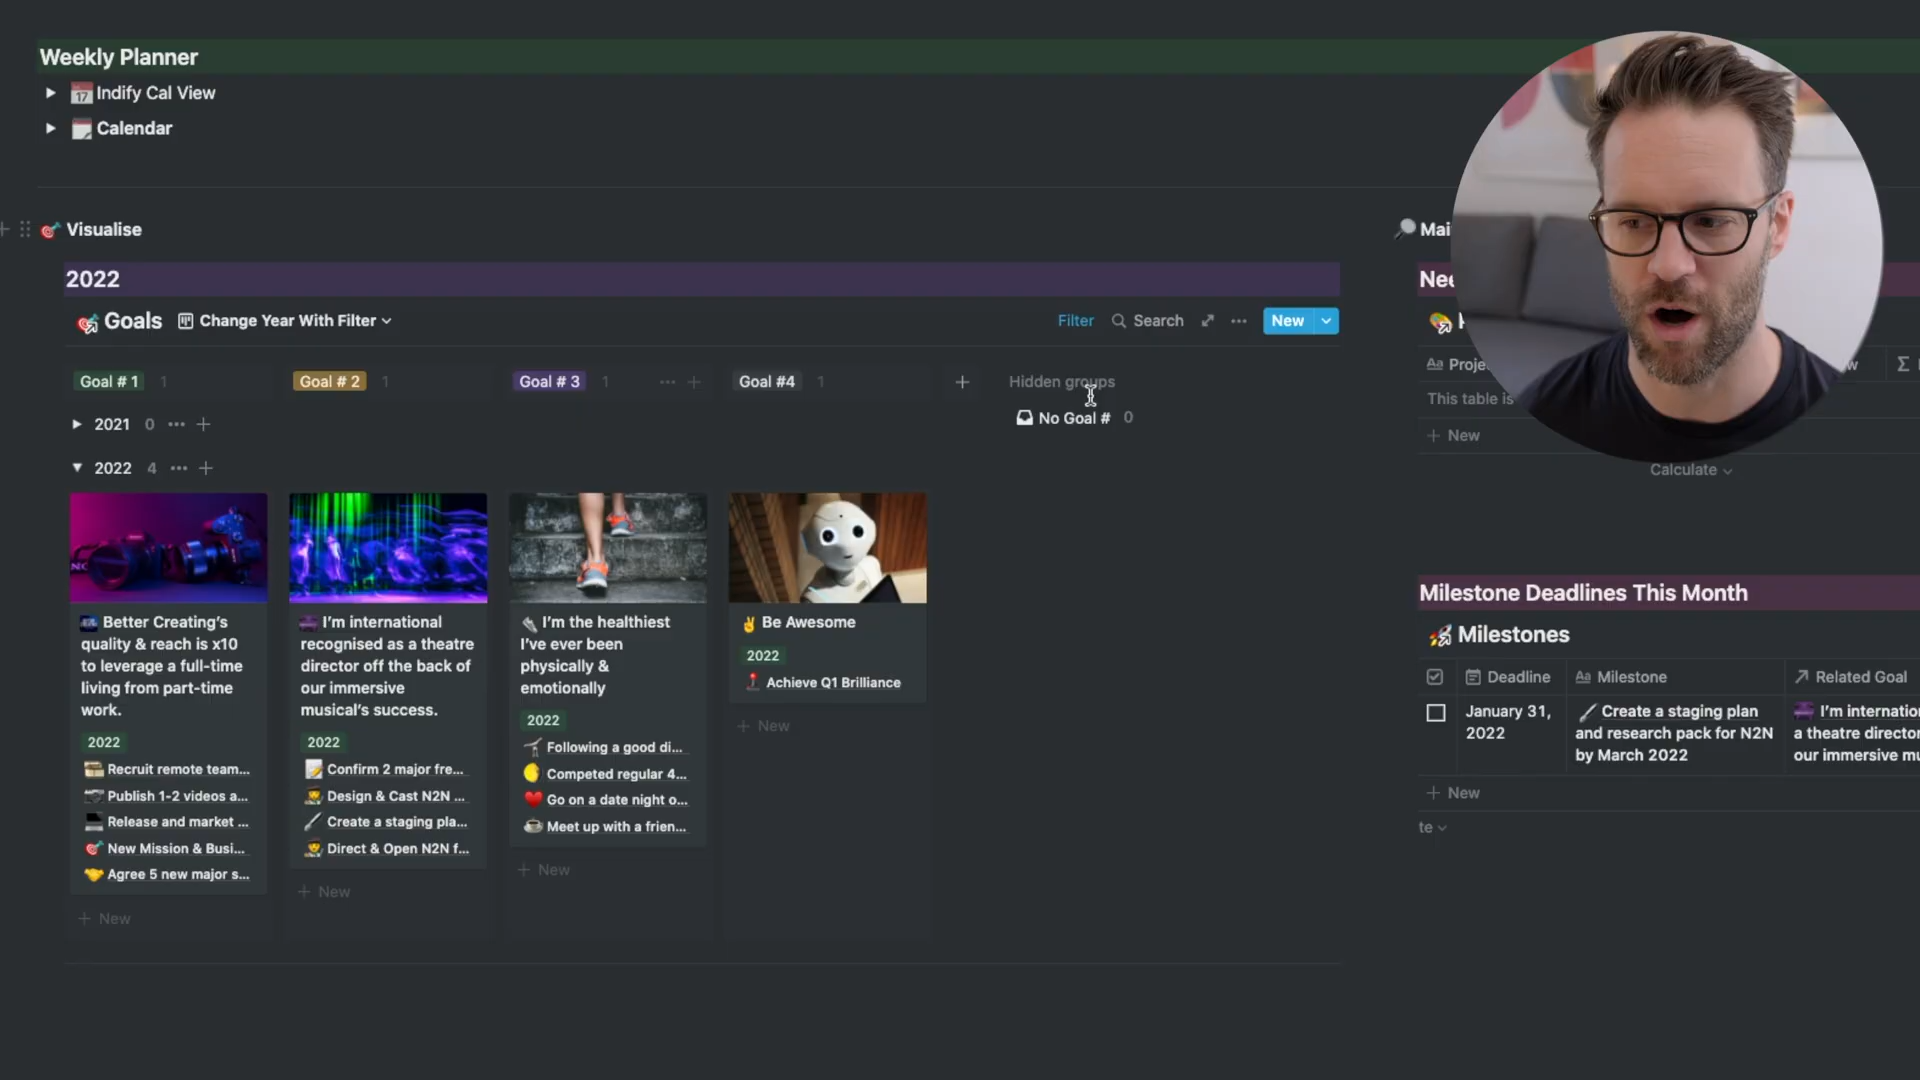 Weekly Planner
Indify Cal View
Calendar
Visualise
2022
Goals Change Year With Filter
Filter Search New
Goal # 1 1 Goal # 2 1 Goal # 3 1 Goal #4 1 Hidden groups
No Goal # 0
2021 0
2022 4
Better Creating's
quality & reach is x10
to leverage a full-time
living from part-time
work.
2022
Recruit remote team...
Publish 1-2 videos a...
Release and market ...
New Mission & Busi...
Agree 5 new major s...
New
I'm international
recognised as a theatre
director off the back of
our immersive
musical's success.
2022
Confirm 2 major fre...
Design & Cast N2N ...
Create a staging pla...
Direct & Open N2N f...
New
I'm the healthiest
I've ever been
physically &
emotionally
2022
Following a good di...
Competed regular 4...
Go on a date night o...
Meet up with a frien...
New
Be Awesome
2022
Achieve Q1 Brilliance
New
Mai
Nee
Aa Proje
This table is
New
Calculate
Milestone Deadlines This Month
Milestones
Deadline Aa Milestone Related Goal
January 31,
2022
Create a staging plan
and research pack for N2N
by March 2022
I'm internatio
a theatre director
our immersive mu
New
te